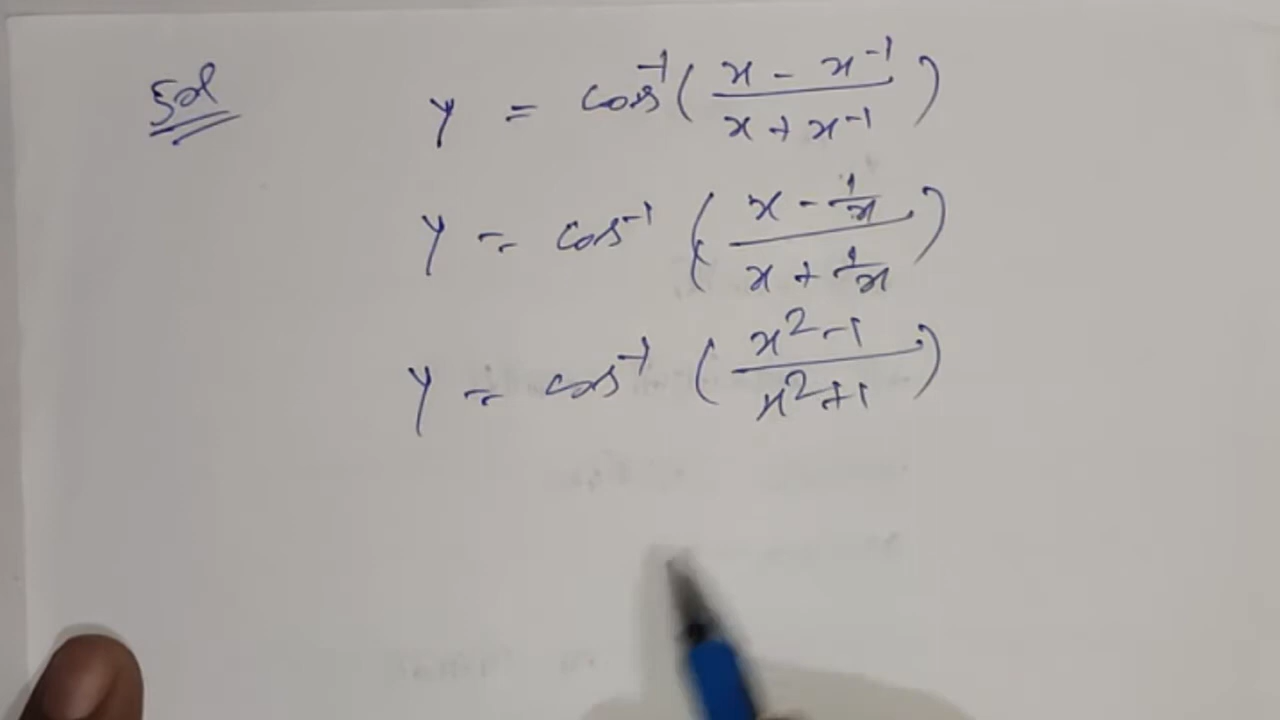 Sol
y = cos⁻¹ ( (x - x⁻¹) / (x + x⁻¹) )
y = cos⁻¹ ( (x - 1/x) / (x + 1/x) )
y = cos⁻¹ ( (x² - 1) / (x² + 1) )